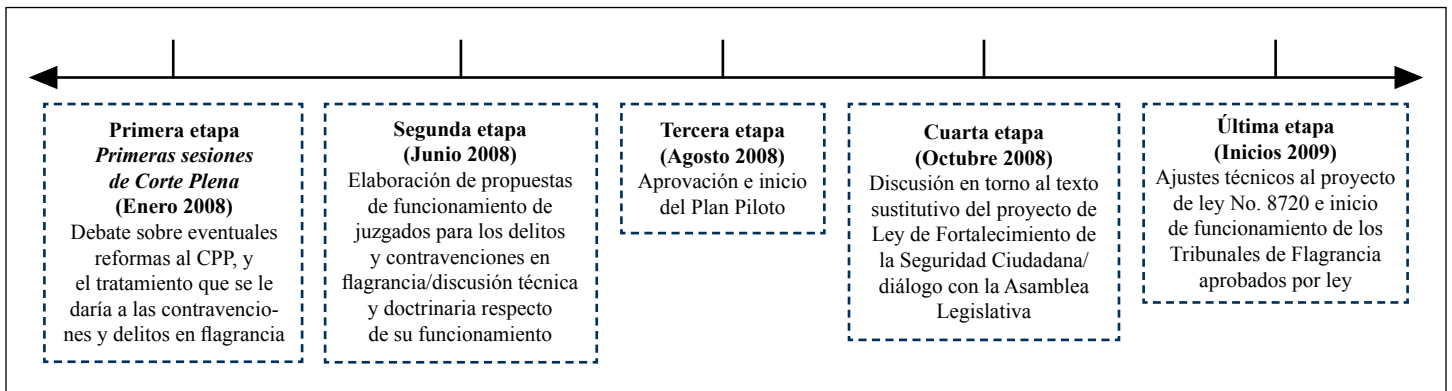 Primera etapa
Primeras sesiones
de Corte Plena
(Enero 2008)
Debate sobre eventuales
reformas al CPP, y
el tratamiento que se le
daría a las contravencio-
nes y delitos en flagrancia
Segunda etapa
(Junio 2008)
Elaboración de propuestas
de funcionamiento de
juzgados para los delitos
y contravenciones en
flagrancia/discusión técnica
y doctrinaria respecto
de su funcionamiento
Tercera etapa
(Agosto 2008)
Aprovación e inicio
del Plan Piloto
Cuarta etapa
(Octubre 2008)
Discusión en torno al texto
sustitutivo del proyecto de
Ley de Fortalecimiento de
la Seguridad Ciudadana/
diálogo con la Asamblea
Legislativa
Última etapa
(Inicios 2009)
Ajustes técnicos al proyecto
de ley No. 8720 e inicio
de funcionamiento de los
Tribunales de Flagrancia
aprobados por ley